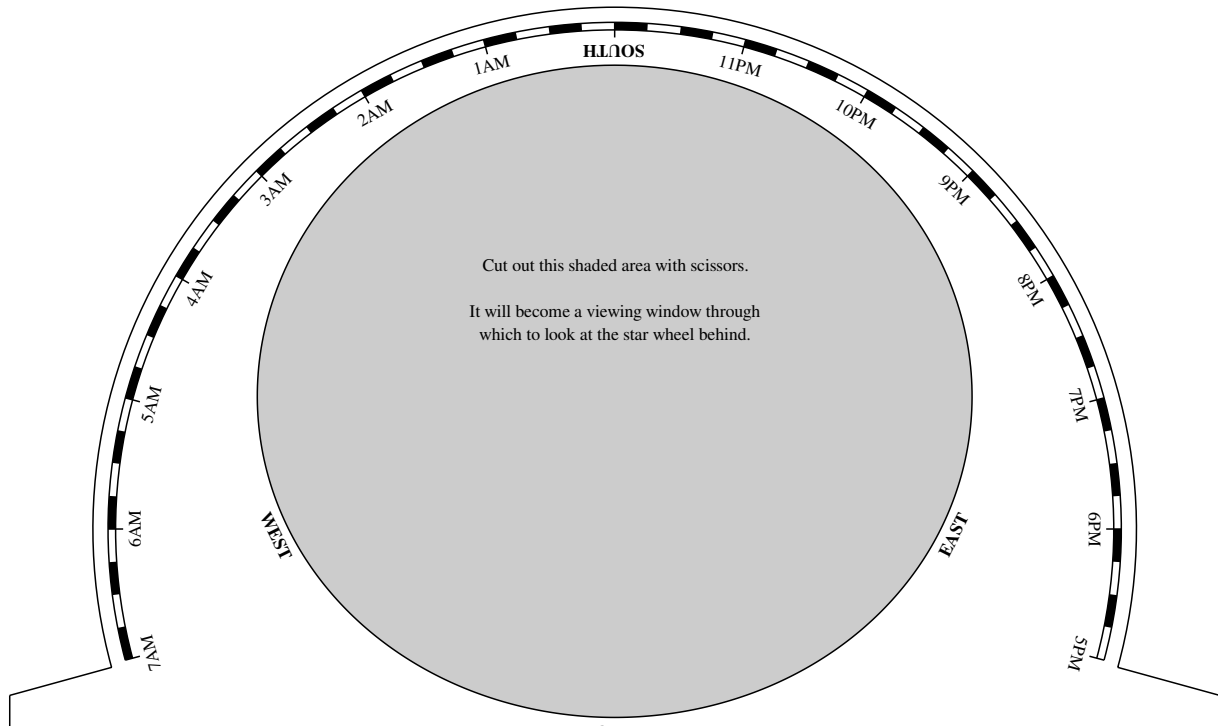 SOUTH
1AM
11PM
2AM
10PM
3AM
9PM
4AM
8PM
5AM
7PM
6AM
6PM
7AM
5PM
WEST
EAST
Cut out this shaded area with scissors.
It will become a viewing window through
which to look at the star wheel behind.